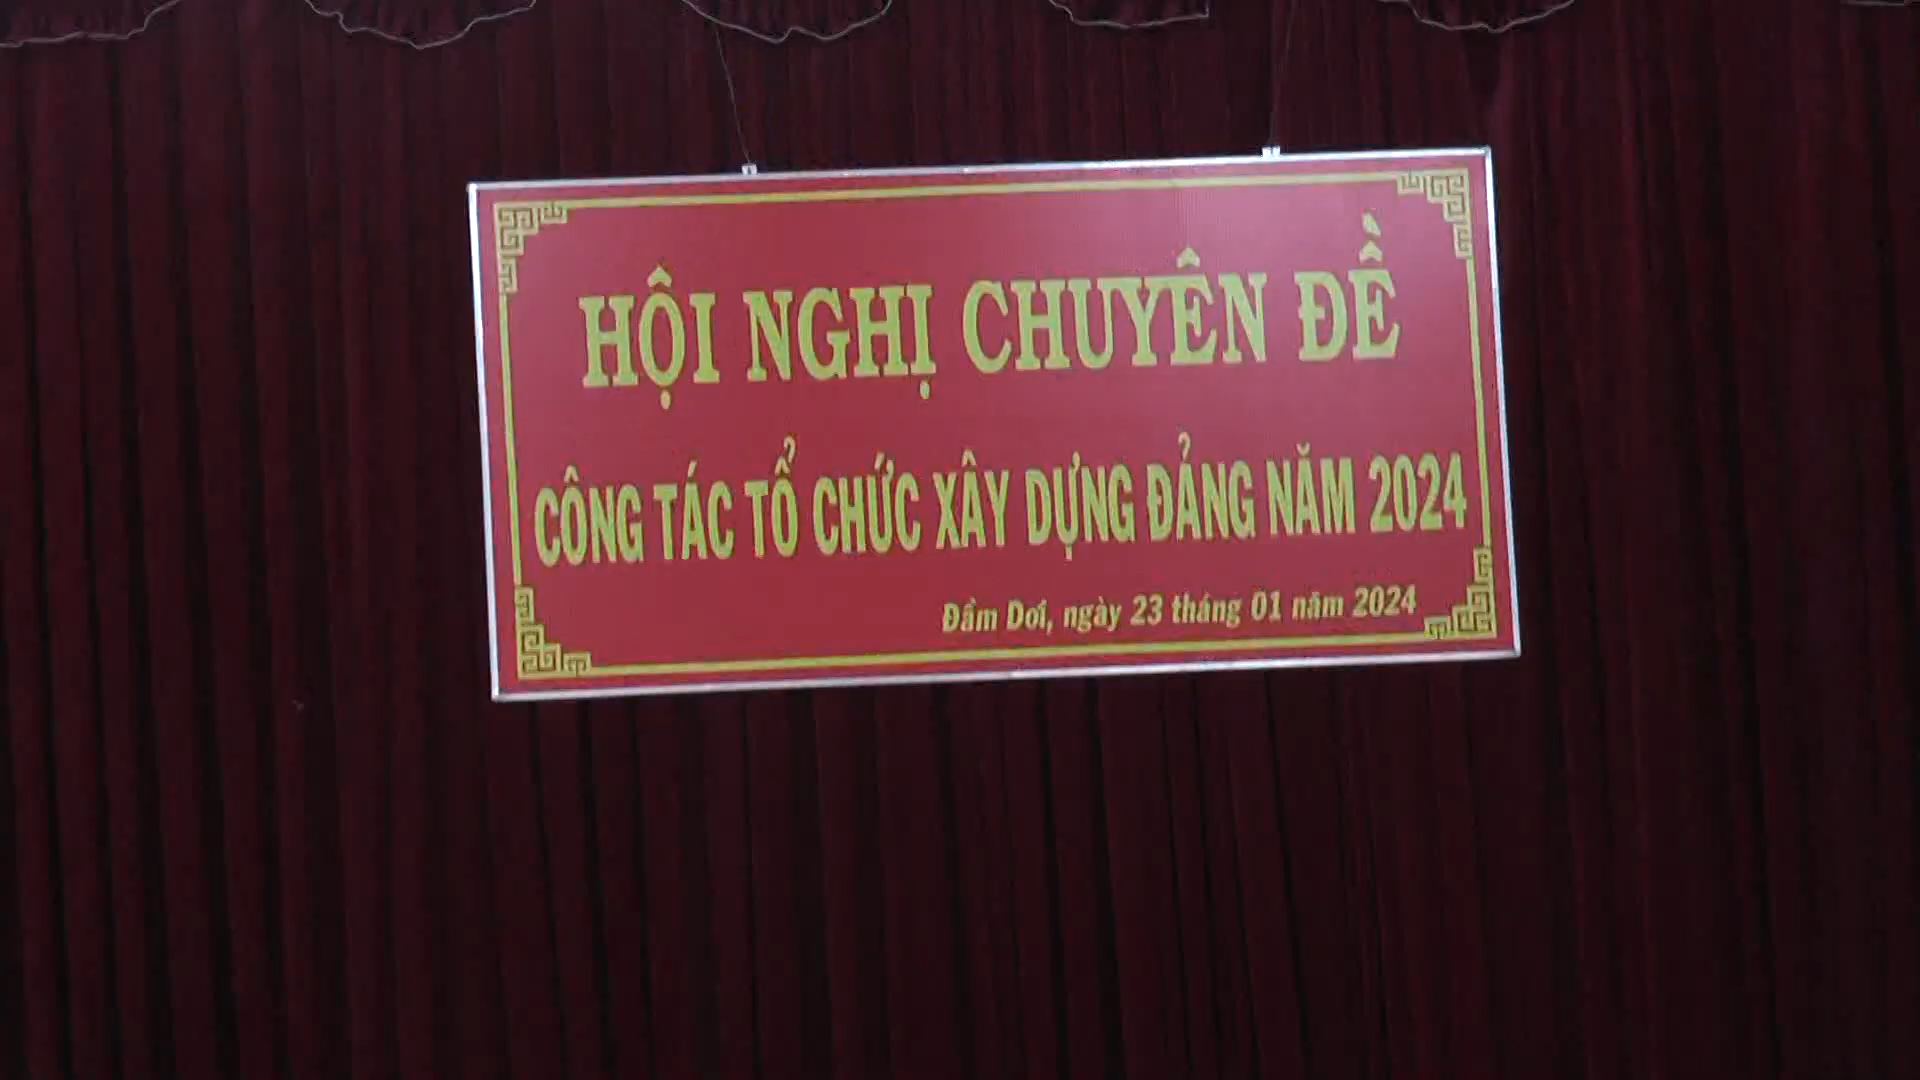 HỘI NGHỊ CHUYÊN ĐỀ
CÔNG TÁC TỔ CHỨC XÂY DỰNG ĐẢNG NĂM 2024
Đầm Dơi, ngày 23 tháng 01 năm 2024